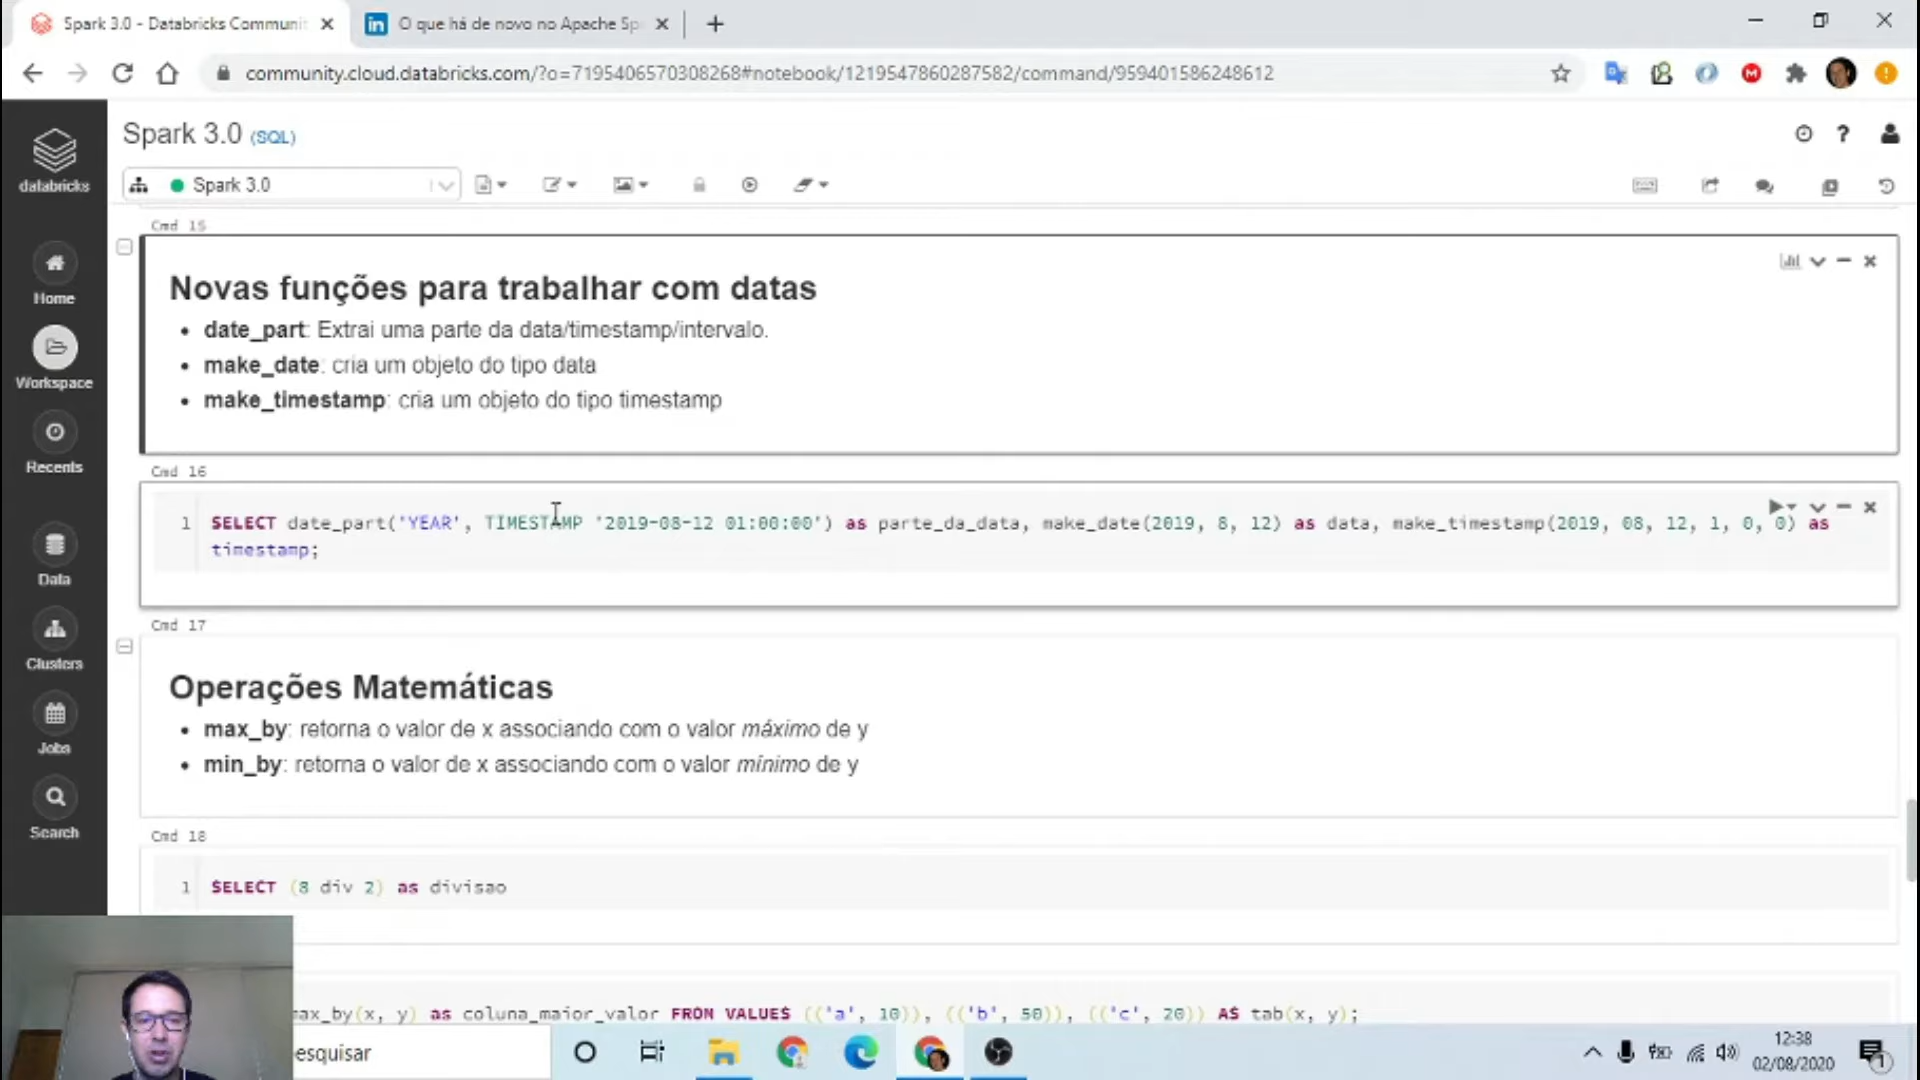 Spark 3.0 - Databricks Communit
O que há de novo no Apache Sp
community.cloud.databricks.com/?o=7195406570308268#notebook/1219547860287582/command/959401586248612
databricks
Home
Workspace
Recents
Data
Clusters
Jobs
Search
Spark 3.0 (SQL)
Spark 3.0
Cmd 15
Novas funções para trabalhar com datas
• date_part: Extrai uma parte da data/timestamp/intervalo.
• make_date: cria um objeto do tipo data
• make_timestamp: cria um objeto do tipo timestamp
Cmd 16
1 SELECT date_part('YEAR', TIMESTAMP '2019-08-12 01:00:00') as parte_da_data, make_date(2019, 8, 12) as data, make_timestamp(2019, 08, 12, 1, 0, 0) as
timestamp;
Cmd 17
Operações Matemáticas
• max_by: retorna o valor de x associando com o valor máximo de y
• min_by: retorna o valor de x associando com o valor mínimo de y
Cmd 18
1 SELECT (8 div 2) as divisao
max_by(x, y) as coluna_maior_valor FROM VALUES (('a', 10)), (('b', 50)), (('c', 20)) AS tab(x, y);
esquisar
12:38
02/08/2020
1